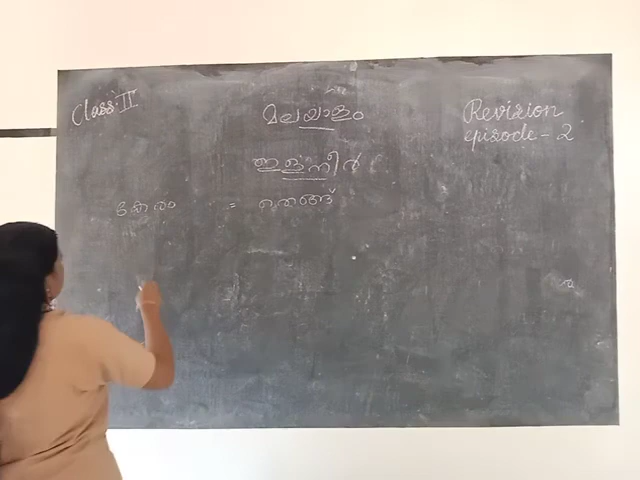 Class: II
മലയാളം
Revision
episode - 2
ഇളനീർ
കേരം = തെങ്ങ്